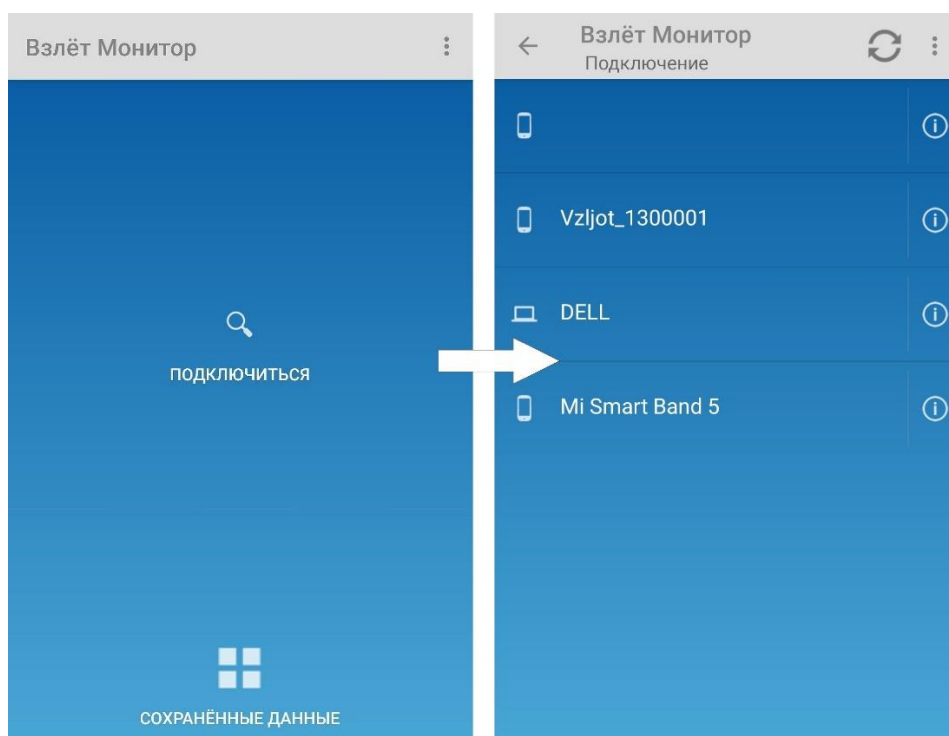 Взлёт Монитор
ПОДКЛЮЧИТЬСЯ
СОХРАНЁННЫЕ ДАННЫЕ
Взлёт Монитор
Подключение
Vzljot_1300001
DELL
Mi Smart Band 5